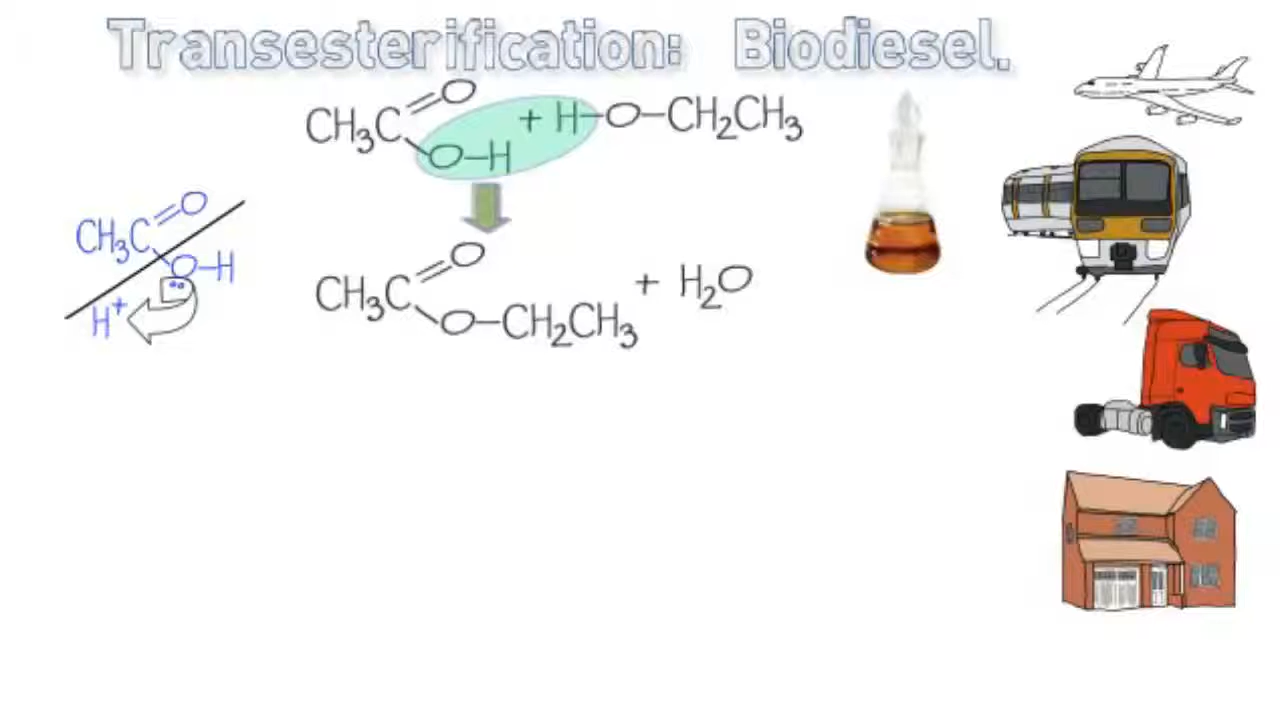 Transesterification: Biodiesel.
CH₃C=O O–H + H–O–CH₂CH₃
CH₃C=O O–H
H⁺
CH₃C=O O–CH₂CH₃ + H₂O